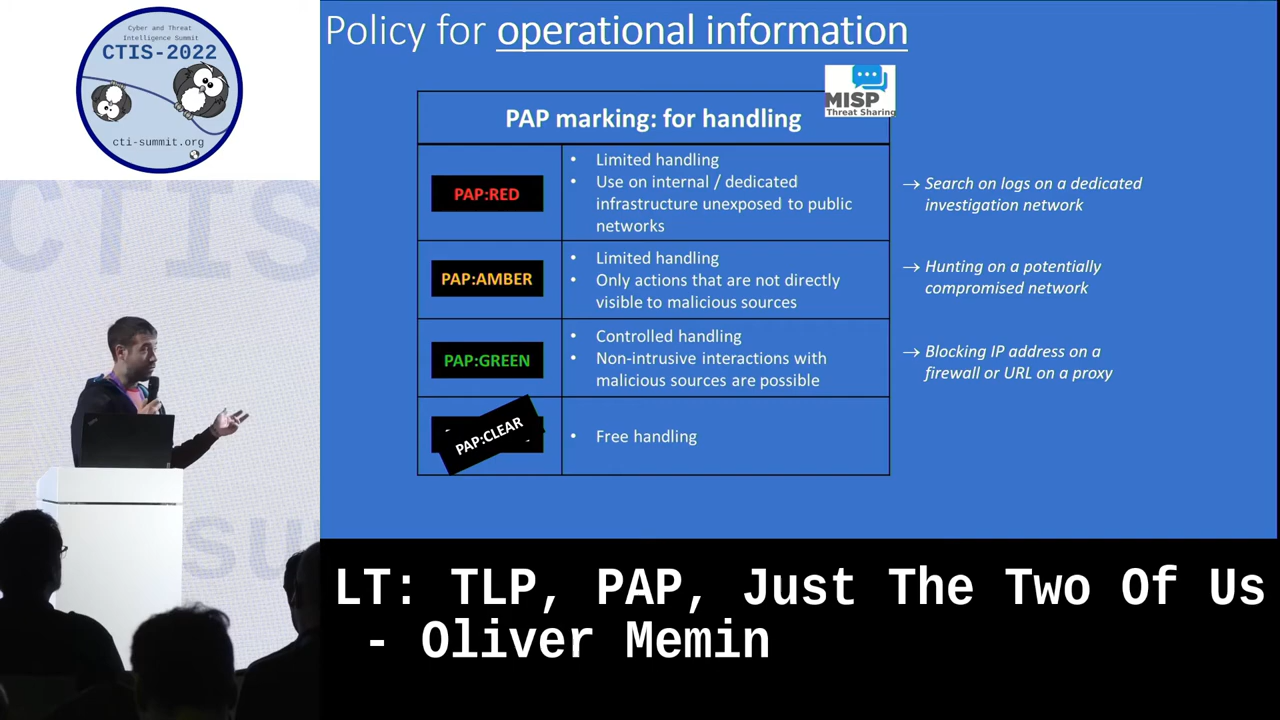 Cyber and Threat
Intelligence Summit
CTIS-2022
cti-summit.org
CTIS
su
Policy for operational information
MISP
Threat Sharing
PAP marking: for handling
PAP:RED
• Limited handling
• Use on internal / dedicated
infrastructure unexposed to public
networks
→ Search on logs on a dedicated
investigation network
PAP:AMBER
• Limited handling
• Only actions that are not directly
visible to malicious sources
→ Hunting on a potentially
compromised network
PAP:GREEN
• Controlled handling
• Non-intrusive interactions with
malicious sources are possible
→ Blocking IP address on a
firewall or URL on a proxy
PAP:CLEAR
• Free handling
LT: TLP, PAP, Just The Two Of Us
- Oliver Memin